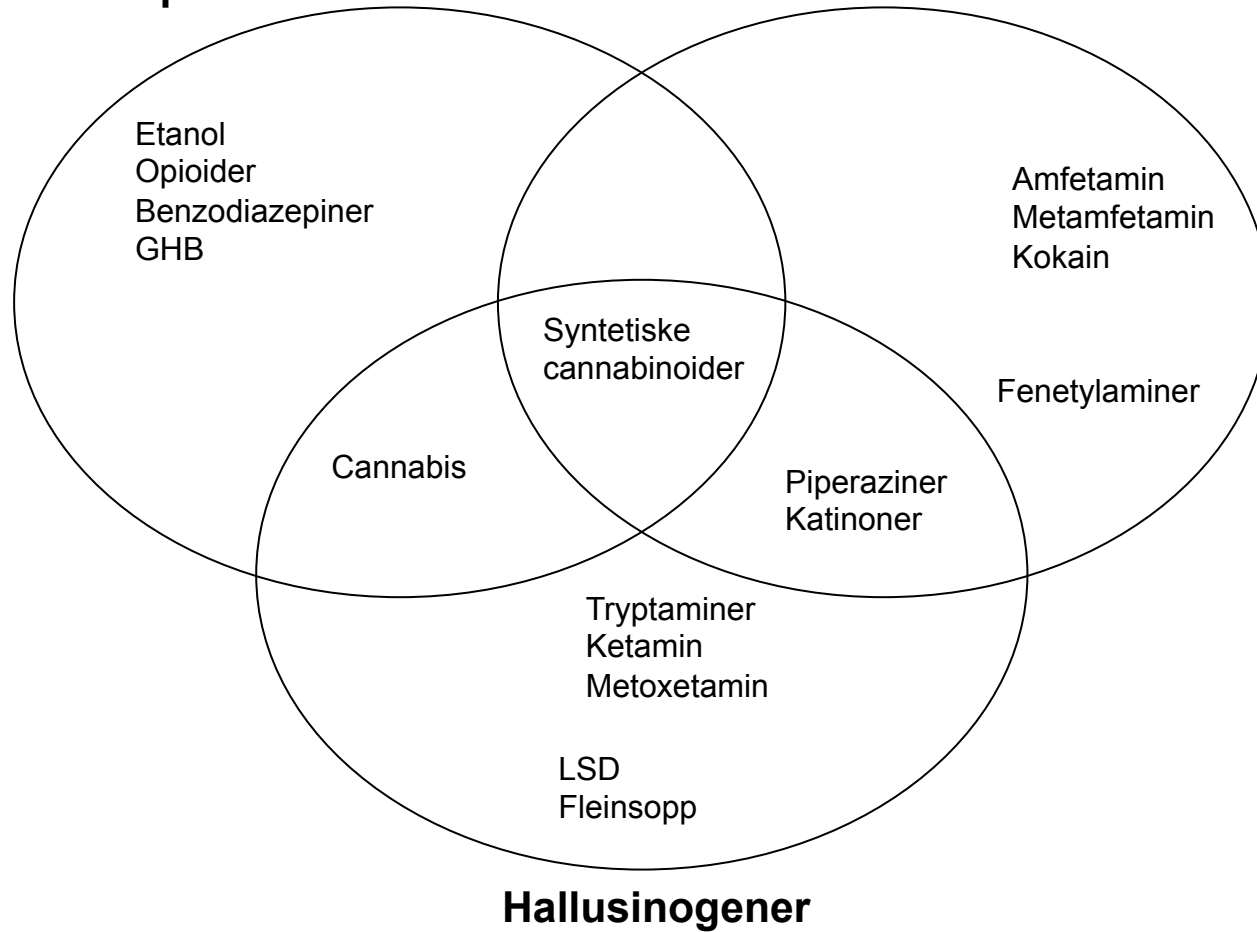 Etanol
Opioider
Benzodiazepiner
GHB
Amfetamin
Metamfetamin
Kokain
Syntetiske
cannabinoider
Fenetylaminer
Cannabis
Piperaziner
Katinoner
Tryptaminer
Ketamin
Metoxetamin
LSD
Fleinsopp
Hallusinogener